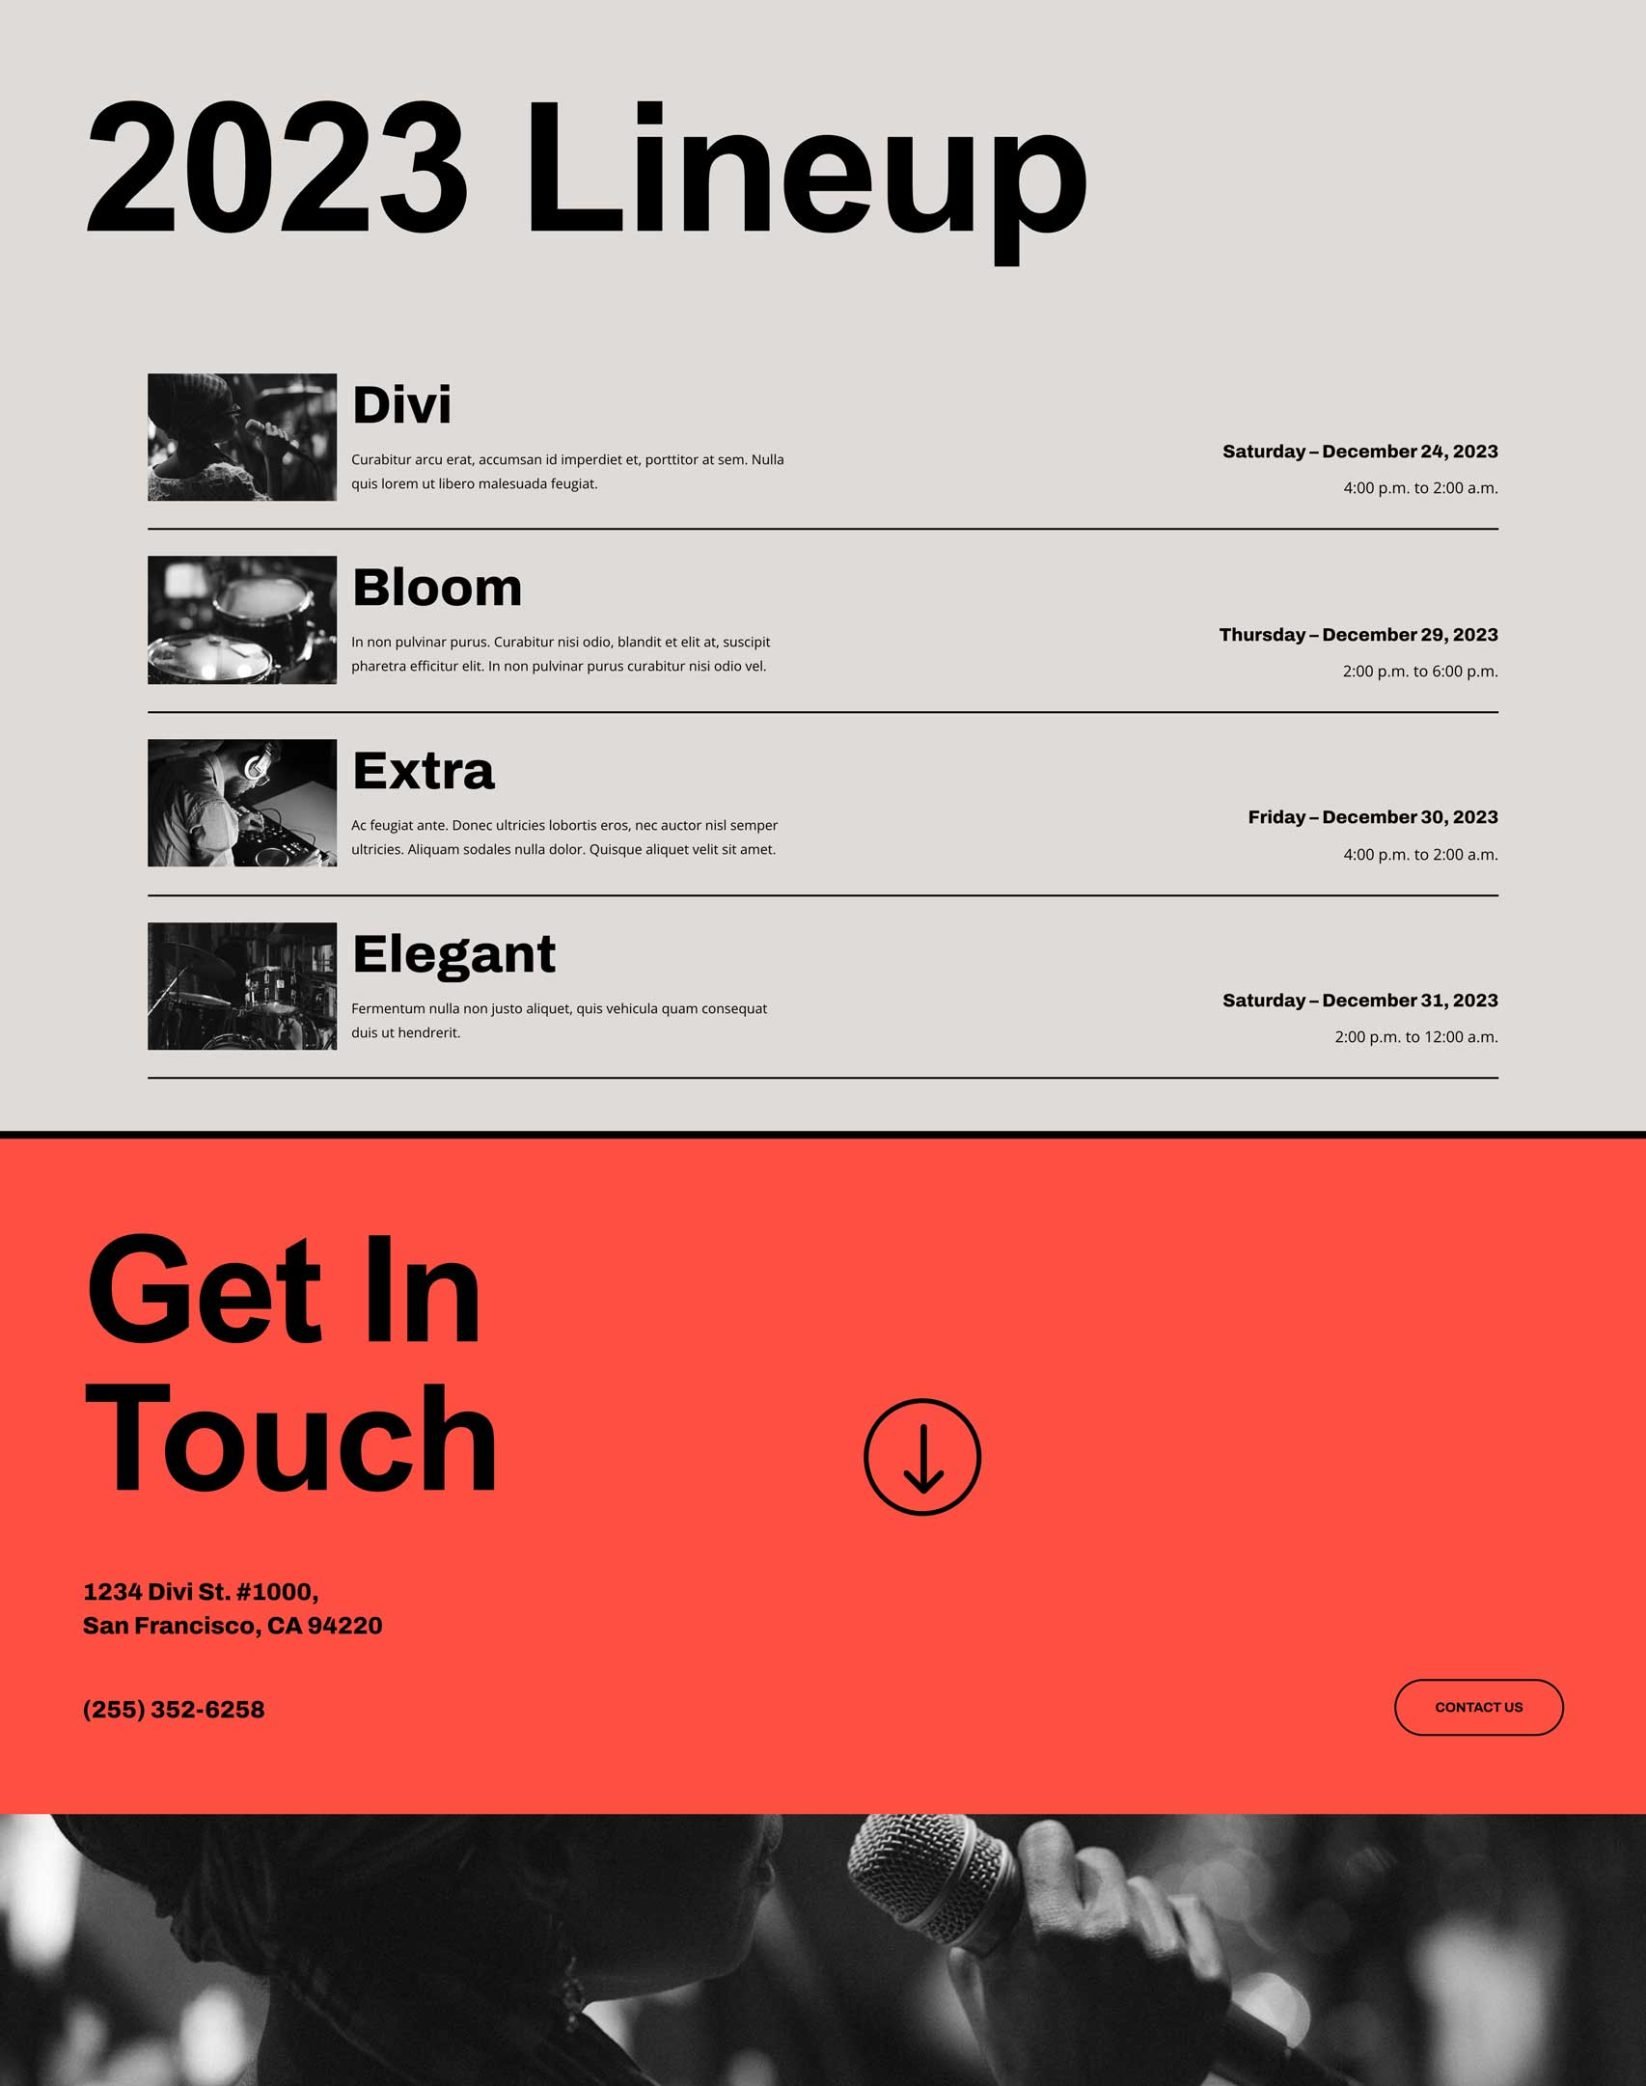 2023 Lineup
Divi
Curabitur arcu erat, accumsan id imperdiet et, porttitor at sem. Nulla
quis lorem ut libero malesuada feugiat.
Saturday – December 24, 2023
4:00 p.m. to 2:00 a.m.
Bloom
In non pulvinar purus. Curabitur nisi odio, blandit et elit at, suscipit
pharetra efficitur elit. In non pulvinar purus curabitur nisi odio vel.
Thursday – December 29, 2023
2:00 p.m. to 6:00 p.m.
Extra
Ac feugiat ante. Donec ultricies lobortis eros, nec auctor nisl semper
ultricies. Aliquam sodales nulla dolor. Quisque aliquet velit sit amet.
Friday – December 30, 2023
4:00 p.m. to 2:00 a.m.
Elegant
Fermentum nulla non justo aliquet, quis vehicula quam consequat
duis ut hendrerit.
Saturday – December 31, 2023
2:00 p.m. to 12:00 a.m.
Get In
Touch
1234 Divi St. #1000,
San Francisco, CA 94220
(255) 352-6258
CONTACT US